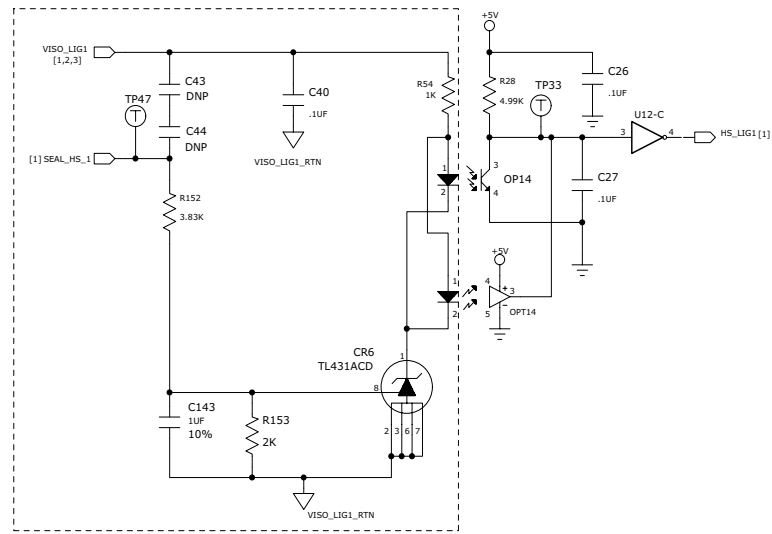 VISO_LIG1
[1,2,3]
TP47
T
[1] SEAL_HS_1
C43
DNP
C44
DNP
R152
3.83K
C40
.1UF
VISO_LIG1_RTN
R54
1K
1
2
1
2
CR6
TL431ACD
1
8
2 3 6 7
C143
1UF
10%
R153
2K
VISO_LIG1_RTN
+5V
R28
4.99K
TP33
T
C26
.1UF
U12-C
3 4
HS_LIG1 [1]
3
4
OP14
C27
.1UF
+5V
4
+
3
-
5
OPT14